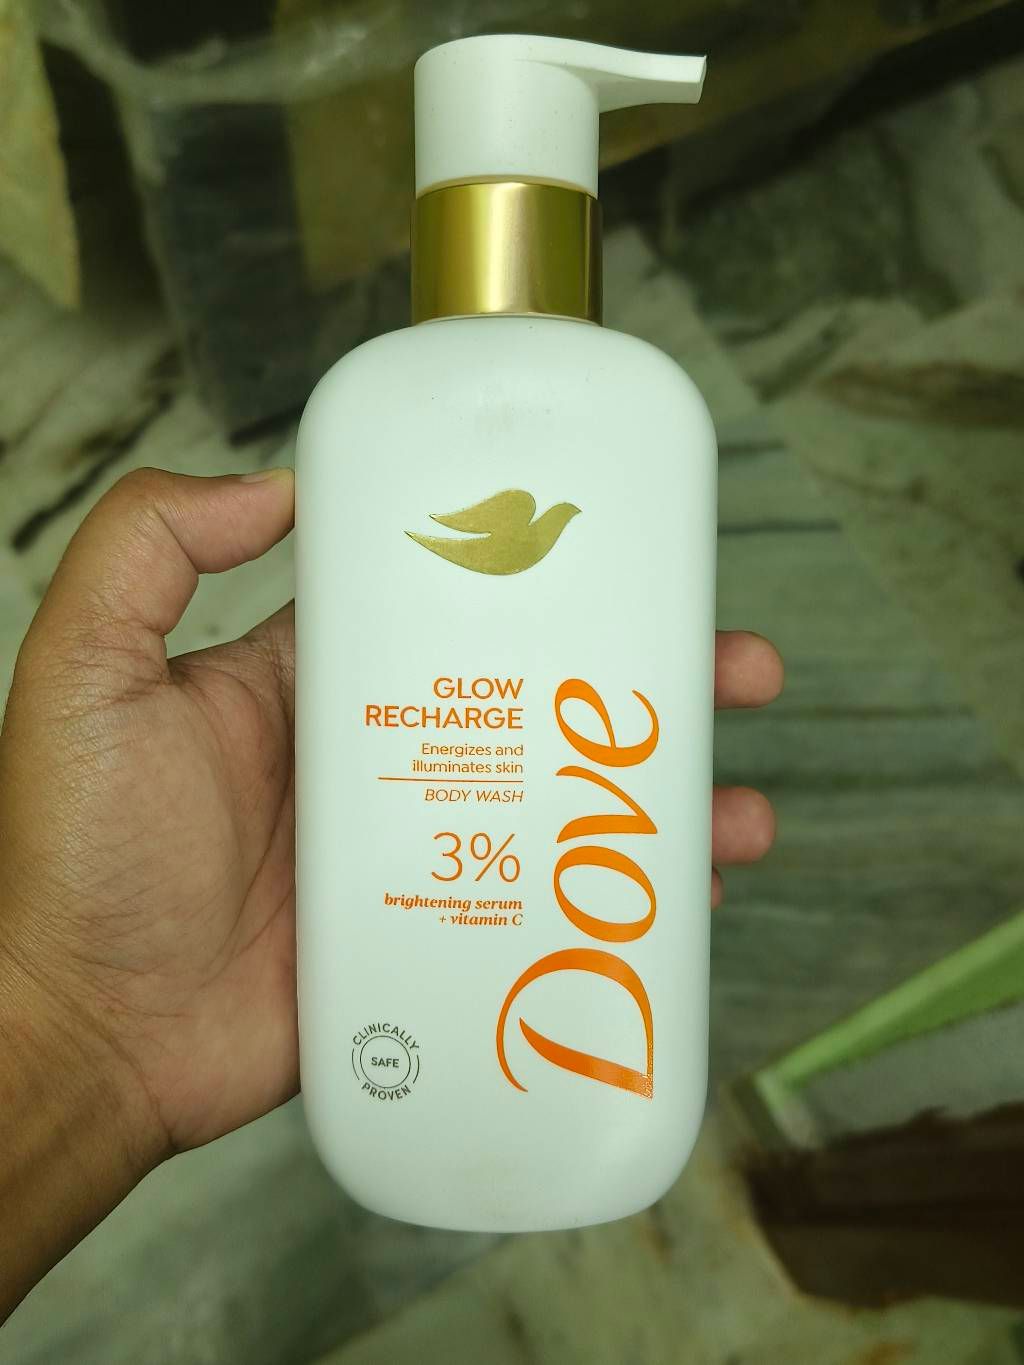 GLOW
RECHARGE
Energizes and
illuminates skin
BODY WASH
3%
brightening serum
+ vitamin C
Dove
CLINICALLY
SAFE
PROVEN